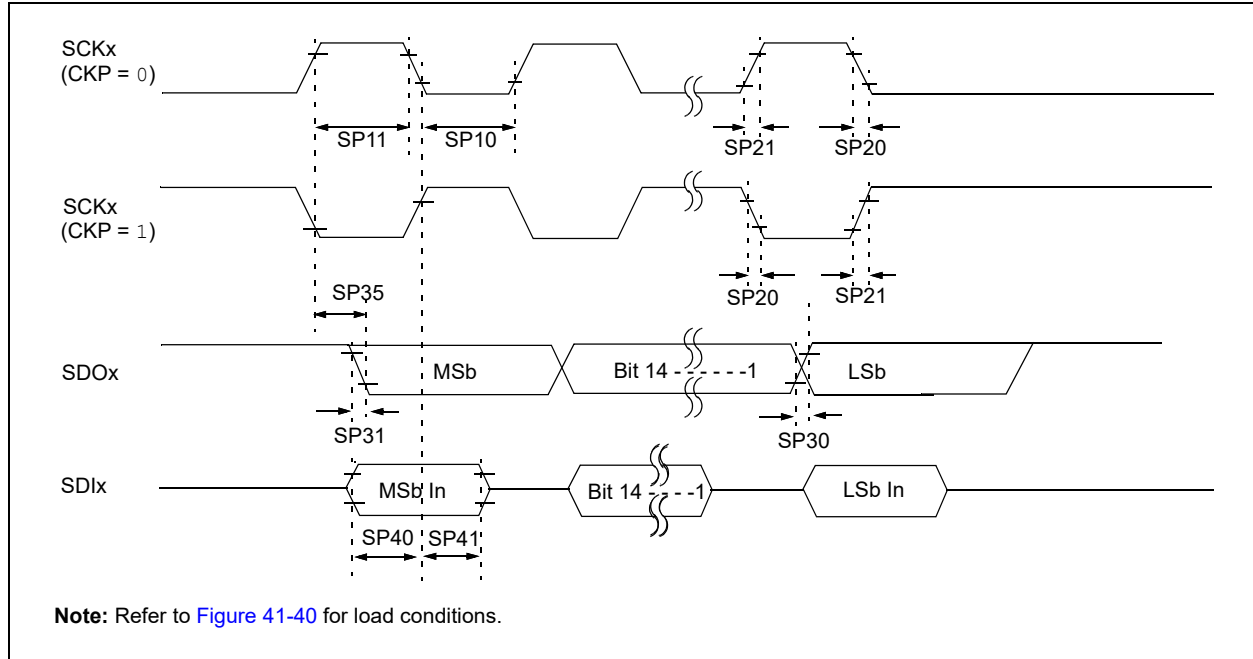 SCKx
(CKP = 0)
SP11
SP10
SP21
SP20
SCKx
(CKP = 1)
SP35
SP20
SP21
SDOx
MSb
Bit 14 - - - - - -1
LSb
SP31
SP30
SDIx
MSb In
Bit 14 - - - - -1
LSb In
SP40
SP41
Note: Refer to Figure 41-40 for load conditions.